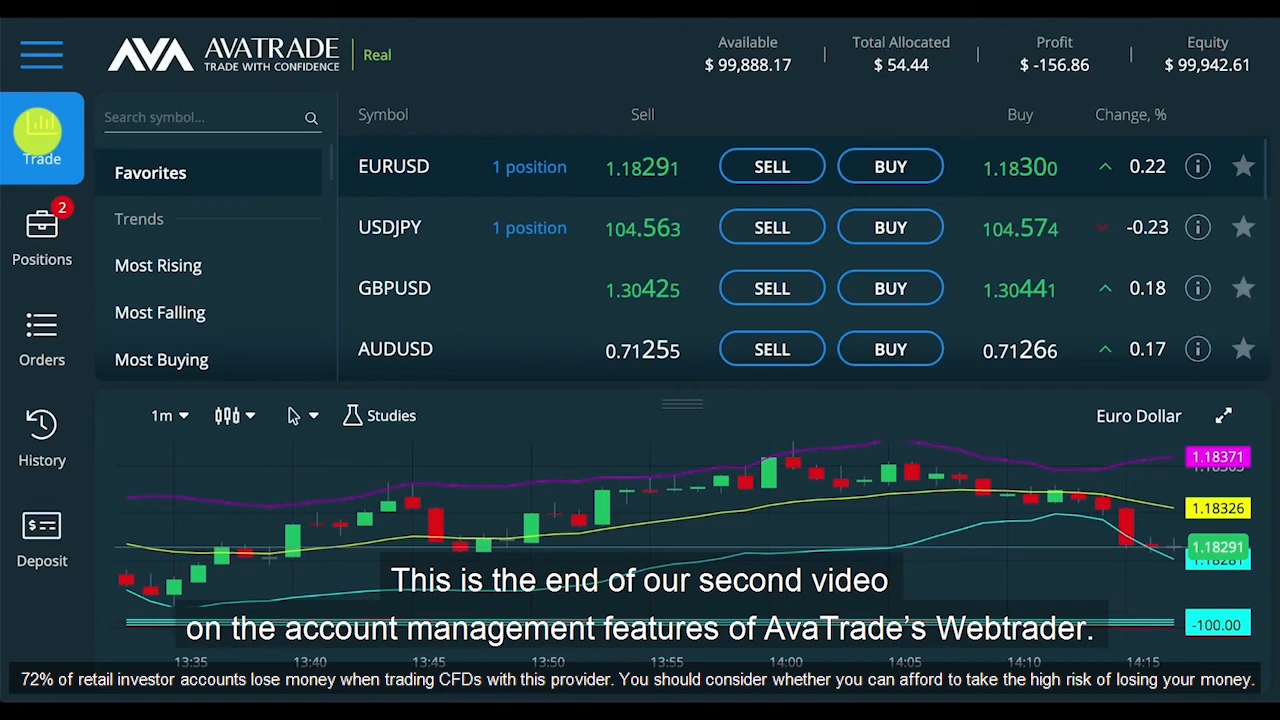 AVA AVATRADE
TRADE WITH CONFIDENCE
Real
Available
$ 99,888.17
Total Allocated
$ 54.44
Profit
$ -156.86
Equity
$ 99,942.61
Trade
2
Positions
Orders
History
Deposit
Search symbol...
Favorites
Trends
Most Rising
Most Falling
Most Buying
Symbol Sell Buy Change, %
EURUSD 1 position 1.18291 SELL BUY 1.18300 0.22
USDJPY 1 position 104.563 SELL BUY 104.574 -0.23
GBPUSD 1.30425 SELL BUY 1.30441 0.18
AUDUSD 0.71255 SELL BUY 0.71266 0.17
1m Studies Euro Dollar
1.18371
1.18326
1.18291
1.18281
-100.00
This is the end of our second video
on the account management features of AvaTrade's Webtrader.
13:35 13:40 13:45 13:50 13:55 14:00 14:05 14:10 14:15
72% of retail investor accounts lose money when trading CFDs with this provider. You should consider whether you can afford to take the high risk of losing your money.